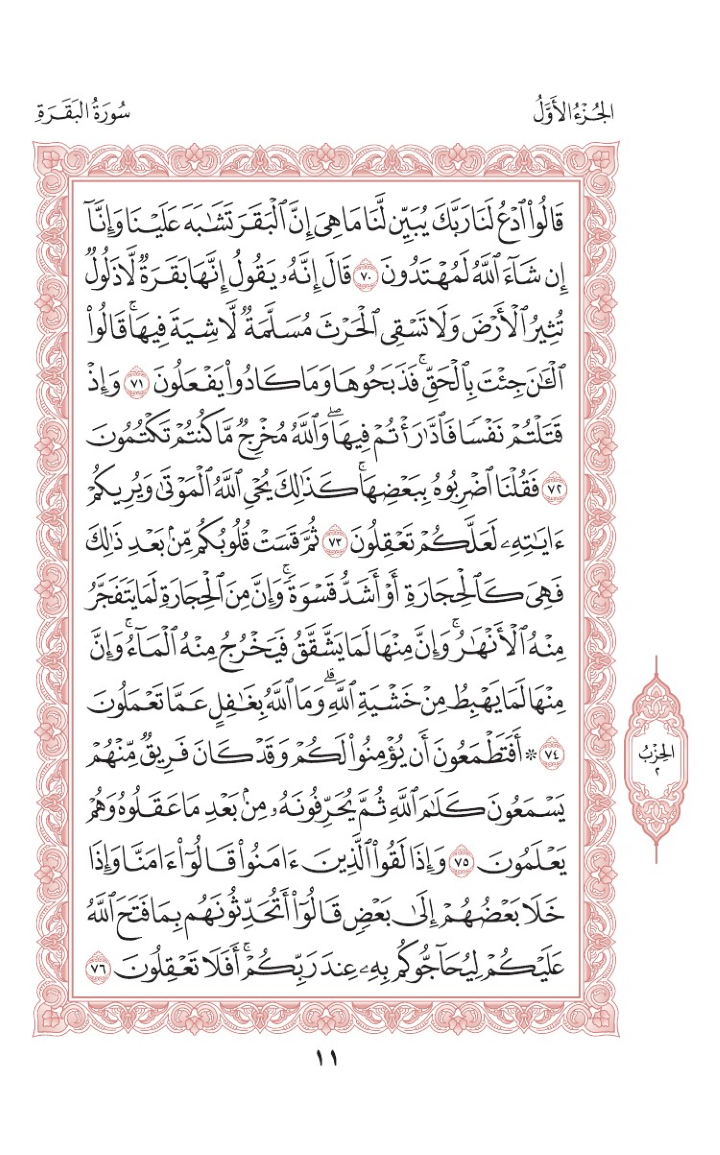 الجُزْءُ الأَوَّلُ
سُورَةُ البَقَـرَةِ
قَالُواْ ٱدۡعُ لَنَا رَبَّكَ يُبَيِّن لَّنَا مَا هِيَ إِنَّ ٱلۡبَقَرَ تَشَٰبَهَ عَلَيۡنَا وَإِنَّآ
إِن شَآءَ ٱللَّهُ لَمُهۡتَدُونَ ٧٠ قَالَ إِنَّهُۥ يَقُولُ إِنَّهَا بَقَرَةٞ لَّا ذَلُولٞ
تُثِيرُ ٱلۡأَرۡضَ وَلَا تَسۡقِي ٱلۡحَرۡثَ مُسَلَّمَةٞ لَّا شِيَةَ فِيهَاۚ قَالُواْ
ٱلۡـَٰٔنَ جِئۡتَ بِٱلۡحَقِّۚ فَذَبَحُوهَا وَمَا كَادُواْ يَفۡعَلُونَ ٧١ وَإِذۡ
قَتَلۡتُمۡ نَفۡسٗا فَٱدَّٰرَٰٔتُمۡ فِيهَاۖ وَٱللَّهُ مُخۡرِجٞ مَّا كُنتُمۡ تَكۡتُمُونَ
٧٢ فَقُلۡنَا ٱضۡرِبُوهُ بِبَعۡضِهَاۚ كَذَٰلِكَ يُحۡيِ ٱللَّهُ ٱلۡمَوۡتَىٰ وَيُرِيكُمۡ
ءَايَٰتِهِۦ لَعَلَّكُمۡ تَعۡقِلُونَ ٧٣ ثُمَّ قَسَتۡ قُلُوبُكُم مِّنۢ بَعۡدِ ذَٰلِكَ
فَهِيَ كَٱلۡحِجَارَةِ أَوۡ أَشَدُّ قَسۡوَةٗۚ وَإِنَّ مِنَ ٱلۡحِجَارَةِ لَمَا يَتَفَجَّرُ
مِنۡهُ ٱلۡأَنۡهَٰرُۚ وَإِنَّ مِنۡهَا لَمَا يَشَّقَّقُ فَيَخۡرُجُ مِنۡهُ ٱلۡمَآءُۚ وَإِنَّ
مِنۡهَا لَمَا يَهۡبِطُ مِنۡ خَشۡيَةِ ٱللَّهِۗ وَمَا ٱللَّهُ بِغَٰفِلٍ عَمَّا تَعۡمَلُونَ
٧٤ ۞ أَفَتَطۡمَعُونَ أَن يُؤۡمِنُواْ لَكُمۡ وَقَدۡ كَانَ فَرِيقٞ مِّنۡهُمۡ
يَسۡمَعُونَ كَلَٰمَ ٱللَّهِ ثُمَّ يُحَرِّفُونَهُۥ مِنۢ بَعۡدِ مَا عَقَلُوهُ وَهُمۡ
يَعۡلَمُونَ ٧٥ وَإِذَا لَقُواْ ٱلَّذِينَ ءَامَنُواْ قَالُوٓاْ ءَامَنَّا وَإِذَا
خَلَا بَعۡضُهُمۡ إِلَىٰ بَعۡضٖ قَالُوٓاْ أَتُحَدِّثُونَهُم بِمَا فَتَحَ ٱللَّهُ
عَلَيۡكُمۡ لِيُحَآجُّوكُم بِهِۦ عِندَ رَبِّكُمۡۚ أَفَلَا تَعۡقِلُونَ ٧٦
الحِزْبُ
٢
١١